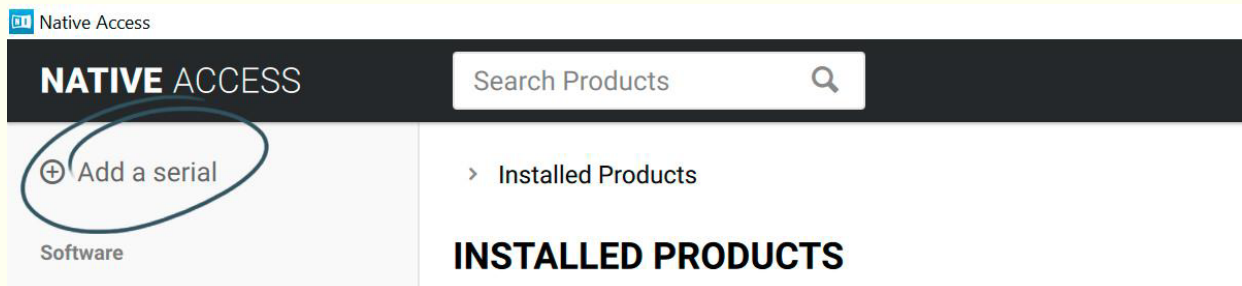 Native Access
NATIVE ACCESS
Search Products
Add a serial
Installed Products
Software
INSTALLED PRODUCTS